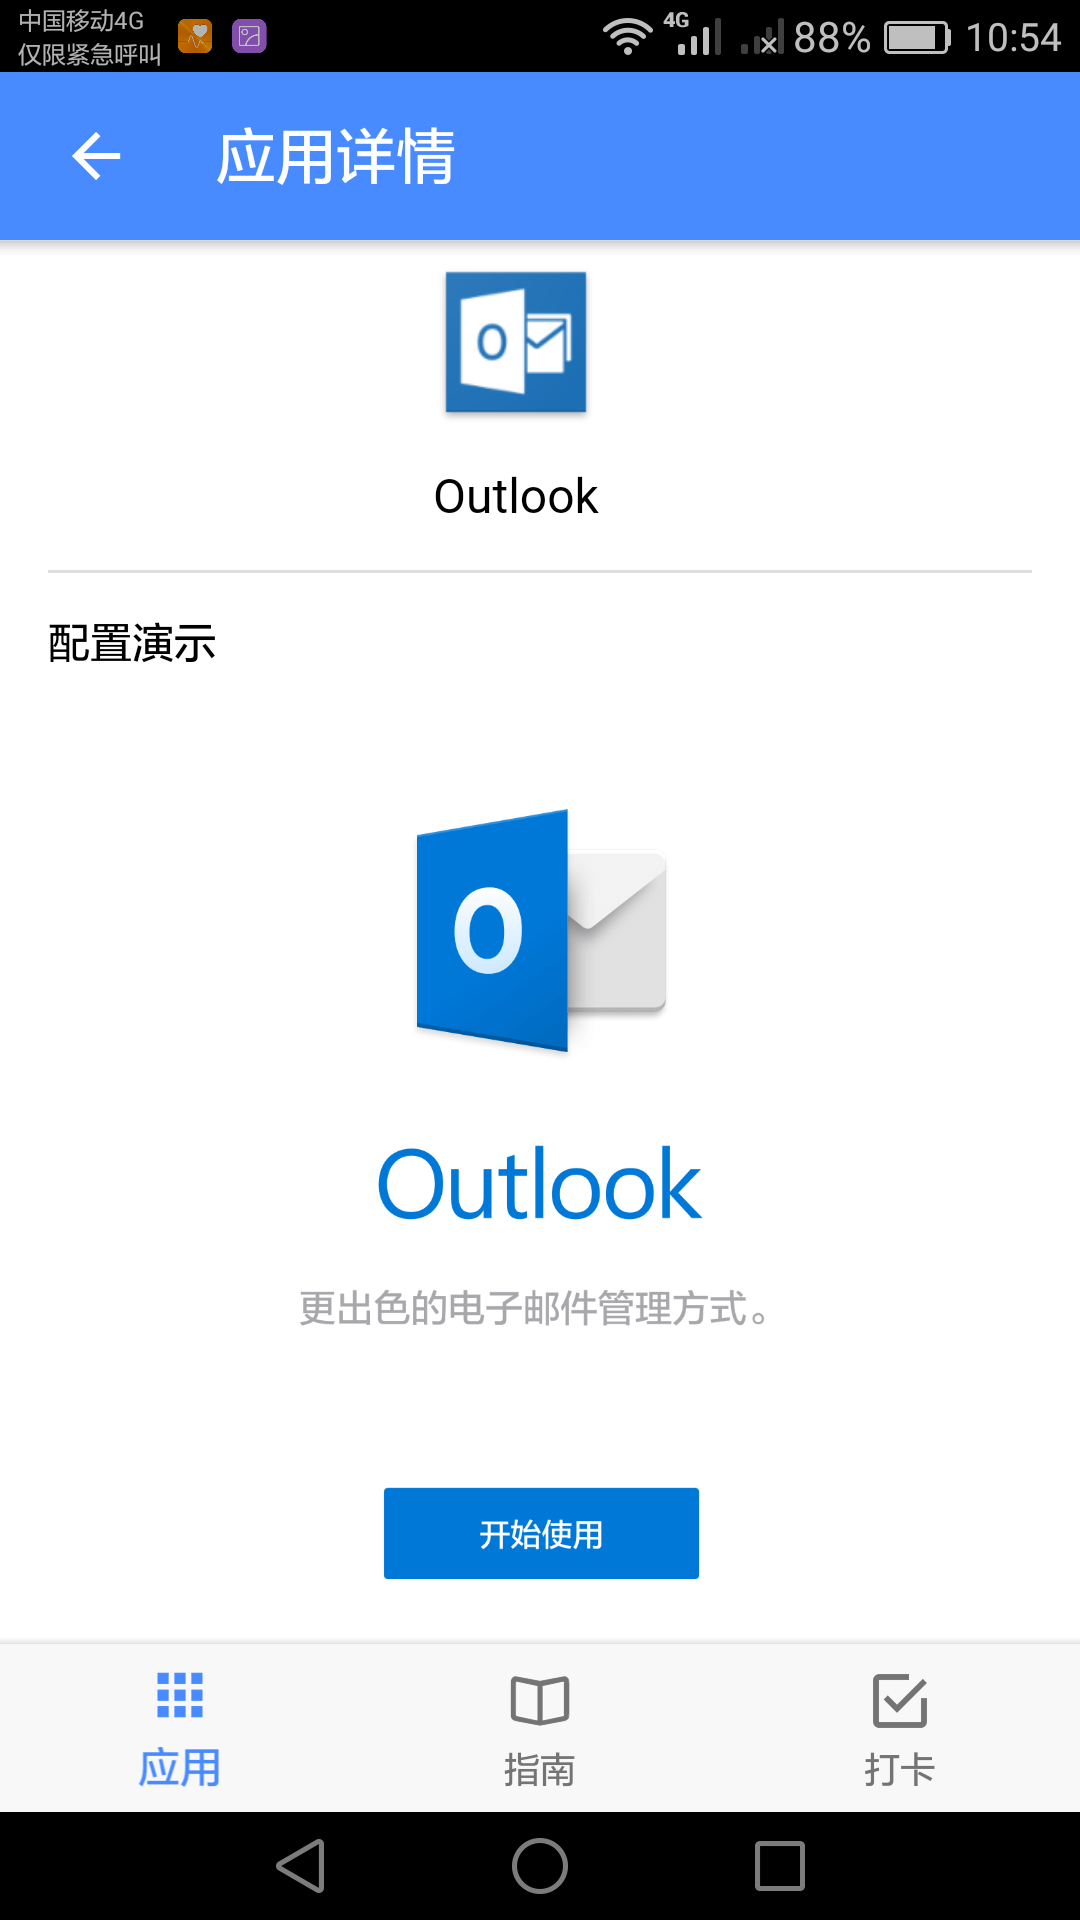 中国移动4G
仅限紧急呼叫
4G
88%
10:54
应用详情
Outlook
配置演示
Outlook
更出色的电子邮件管理方式。
开始使用
应用
指南
打卡